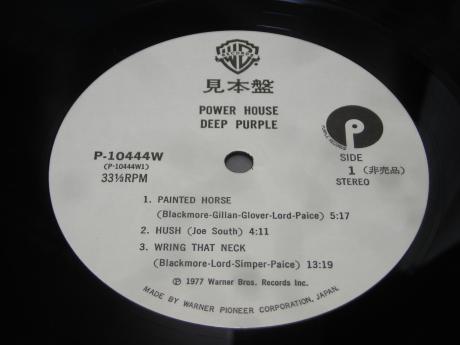 見本盤
POWER HOUSE
DEEP PURPLE
P-10444W
(P-10444W1)
33⅓RPM
P
SIDE
1 (非売品)
STEREO
1. PAINTED HORSE
(Blackmore-Gillan-Glover-Lord-Paice) 5:17
2. HUSH (Joe South) 4:11
3. WRING THAT NECK
(Blackmore-Lord-Simper-Paice) 13:19
℗ 1977 Warner Bros. Records Inc.
MADE BY WARNER PIONEER CORPORATION, JAPAN.